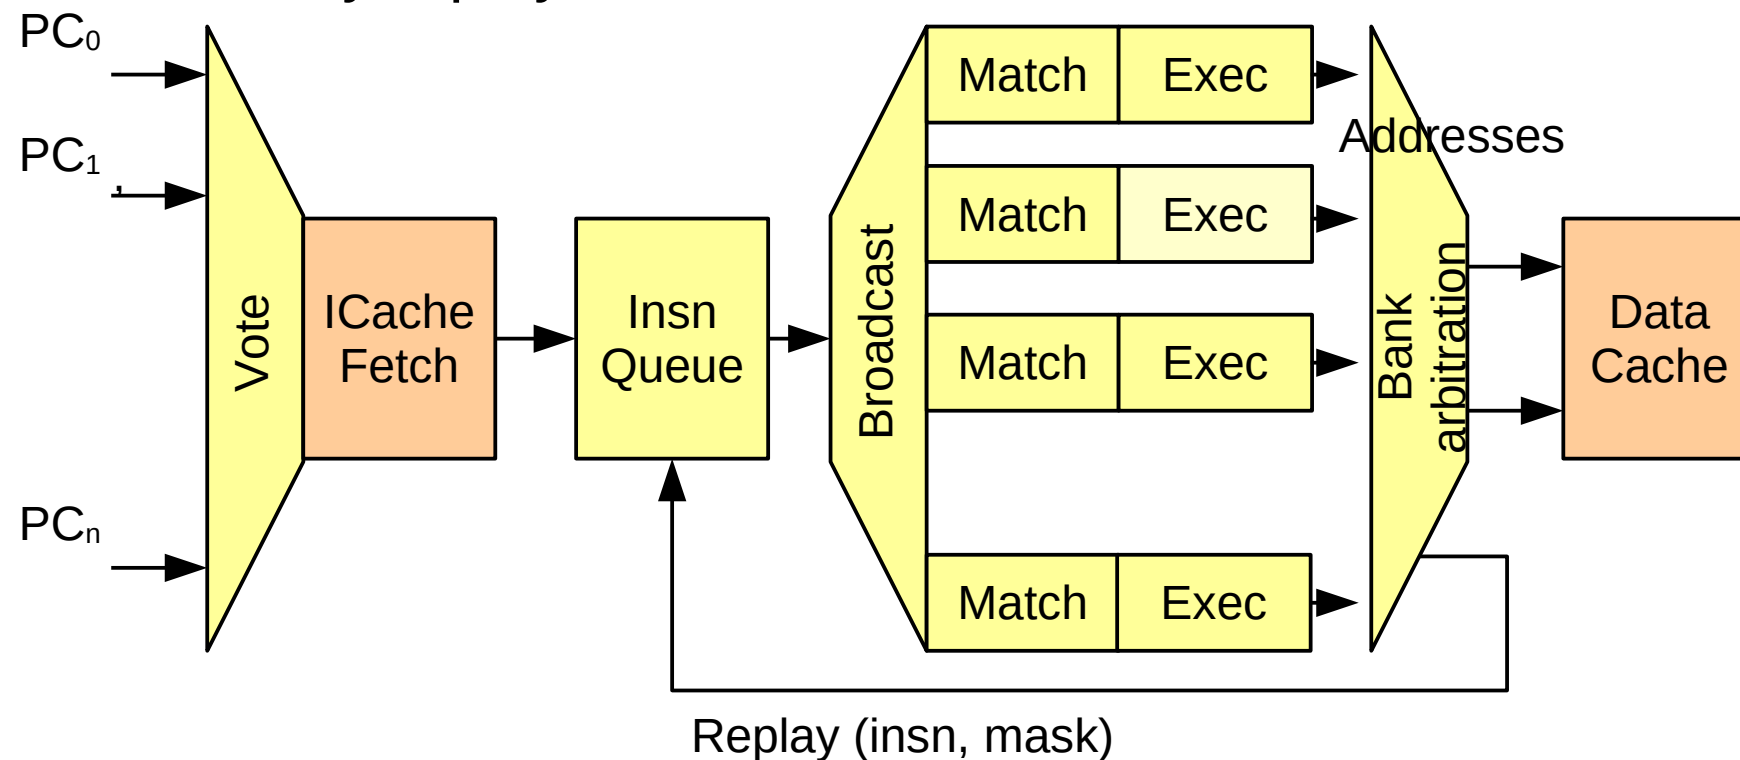 PC0
PC1
,
PCn
Vote
ICache
Fetch
Insn
Queue
Broadcast
Match
Exec
Match
Exec
Match
Exec
Match
Exec
Addresses
Bank
arbitration
Data
Cache
Replay (insn, mask)